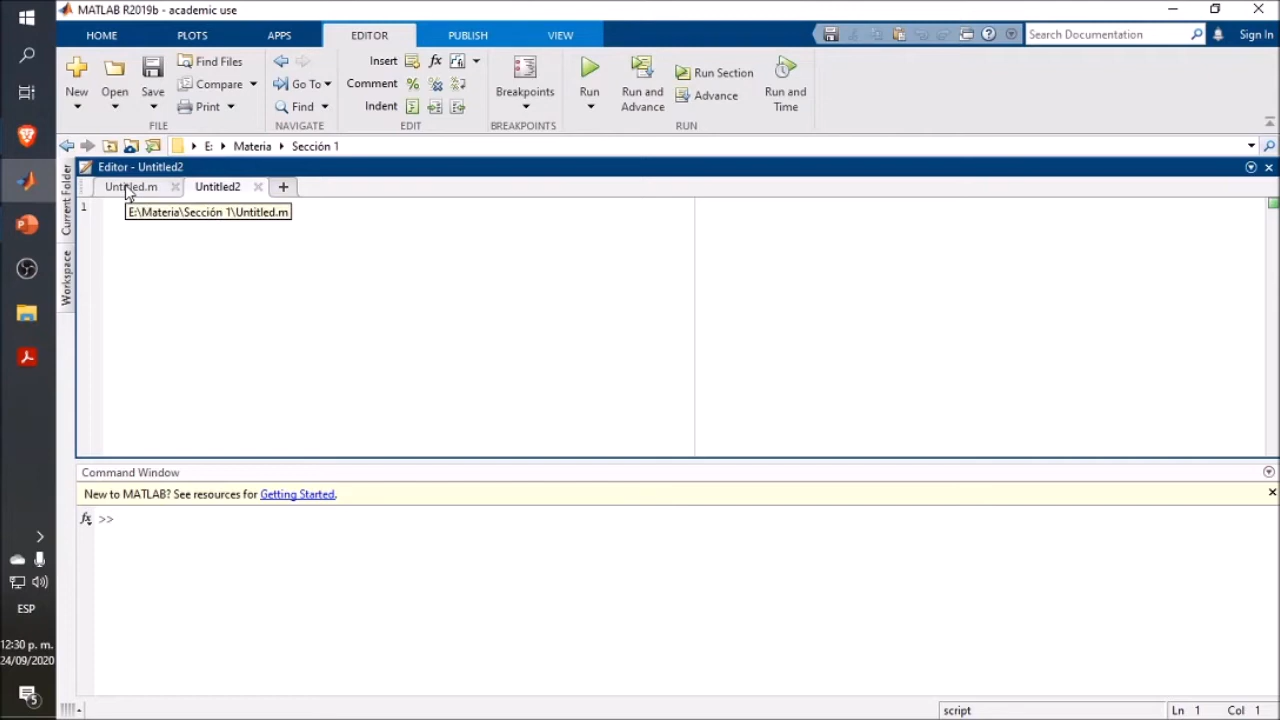 MATLAB R2019b - academic use
HOME PLOTS APPS EDITOR PUBLISH VIEW Search Documentation Sign In
New Open Save Find Files Compare Print
Go To Find
Insert fx
Comment % %
Indent
Breakpoints
Run
Run and Advance
Run Section
Advance
Run and Time
FILE NAVIGATE EDIT BREAKPOINTS RUN
E: Materia Sección 1
Editor - Untitled2
Untitled.m Untitled2
E:\Materia\Sección 1\Untitled.m
1
Current Folder
Workspace
Command Window
New to MATLAB? See resources for Getting Started.
fx >>
ESP
12:30 p. m.
24/09/2020
5
script Ln 1 Col 1